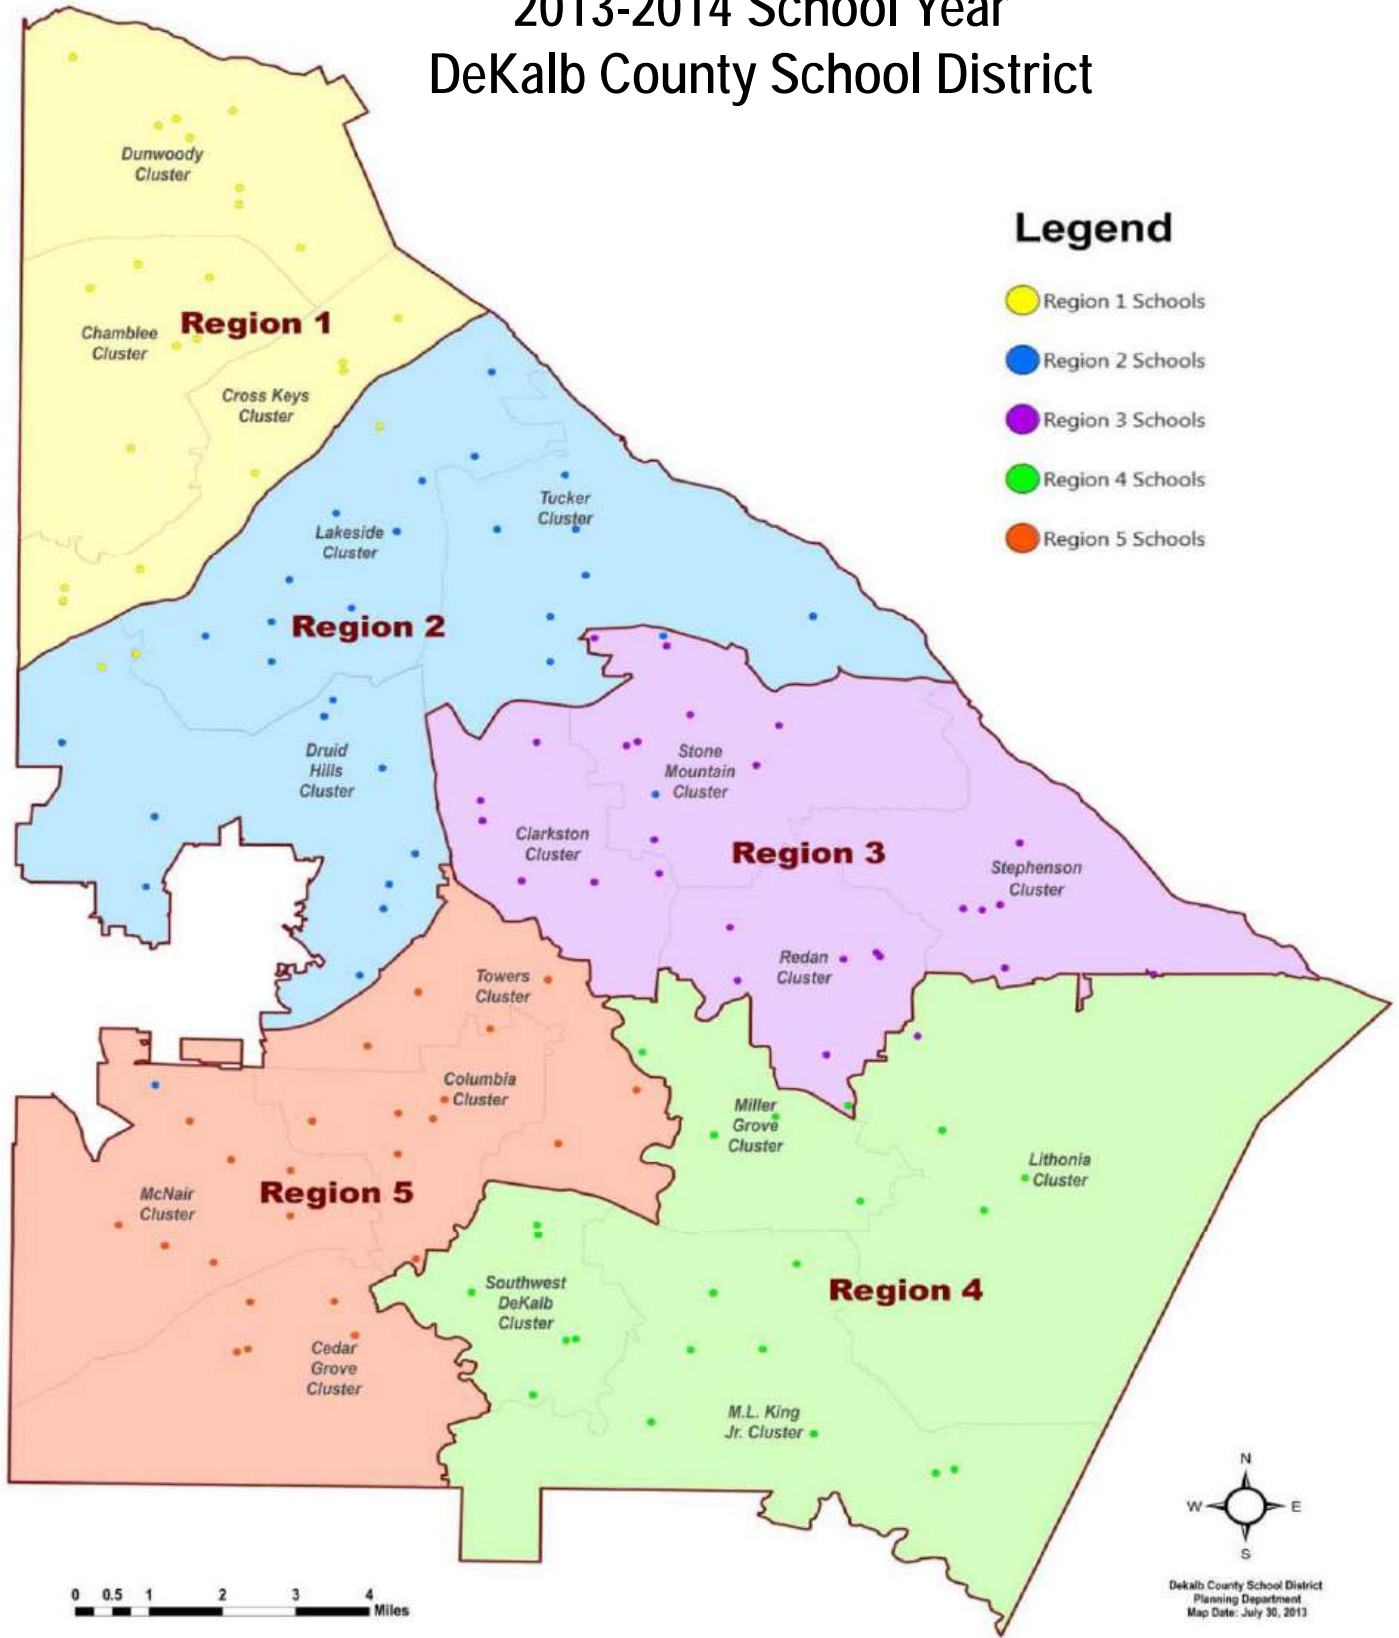 2013-2014 School Year
DeKalb County School District
Legend
Region 1 Schools
Region 2 Schools
Region 3 Schools
Region 4 Schools
Region 5 Schools
Dunwoody
Cluster
Chamblee
Cluster
Region 1
Cross Keys
Cluster
Tucker
Cluster
Lakeside
Cluster
Region 2
Druid
Hills
Cluster
Stone
Mountain
Cluster
Clarkston
Cluster
Region 3
Stephenson
Cluster
Redan
Cluster
Towers
Cluster
Columbia
Cluster
Miller
Grove
Cluster
Lithonia
Cluster
McNair
Cluster
Region 5
Southwest
DeKalb
Cluster
Region 4
Cedar
Grove
Cluster
M.L. King
Jr. Cluster
N
W E
S
0 0.5 1 2 3 4
Miles
Dekalb County School District
Planning Department
Map Date: July 30, 2013